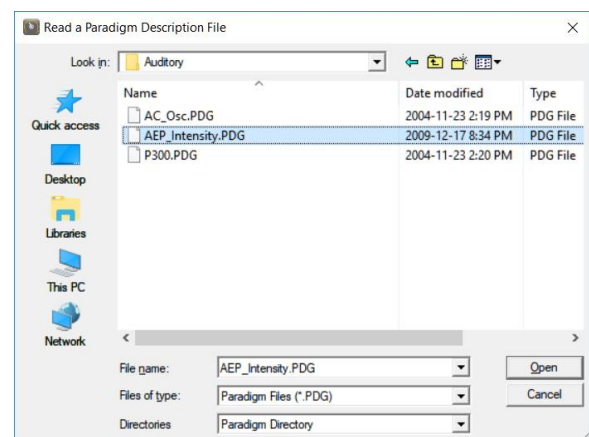 Read a Paradigm Description File
Look in: Auditory
Name Date modified Type
AC_Osc.PDG 2004-11-23 2:19 PM PDG File
AEP_Intensity.PDG 2009-12-17 8:34 PM PDG File
P300.PDG 2004-11-23 2:20 PM PDG File
Quick access
Desktop
Libraries
This PC
Network
File name: AEP_Intensity.PDG Open
Files of type: Paradigm Files (*.PDG) Cancel
Directories Paradigm Directory